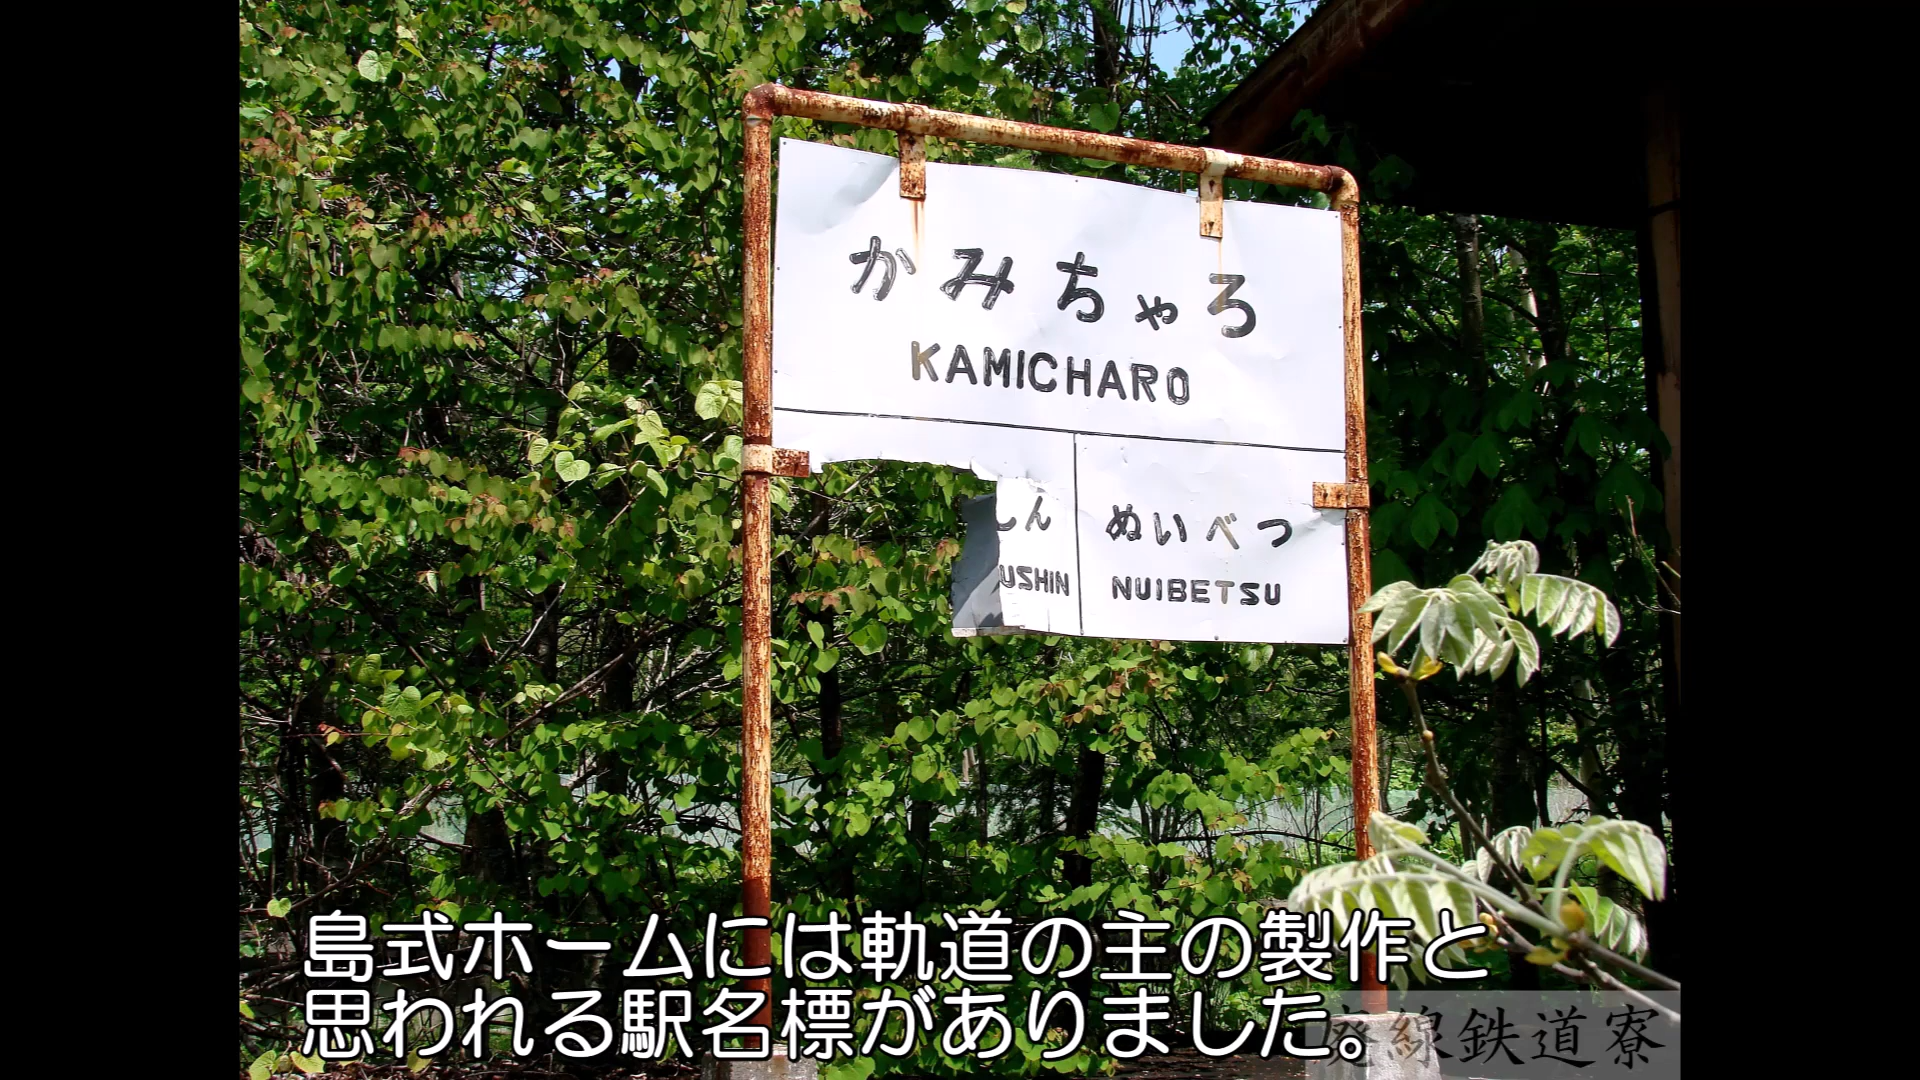 かみちゃろ
KAMICHARO
しん
ぬいべつ
USHIN
NUIBETSU
島式ホームには軌道の主の製作と
思われる駅名標がありました。
廃線鉄道寮